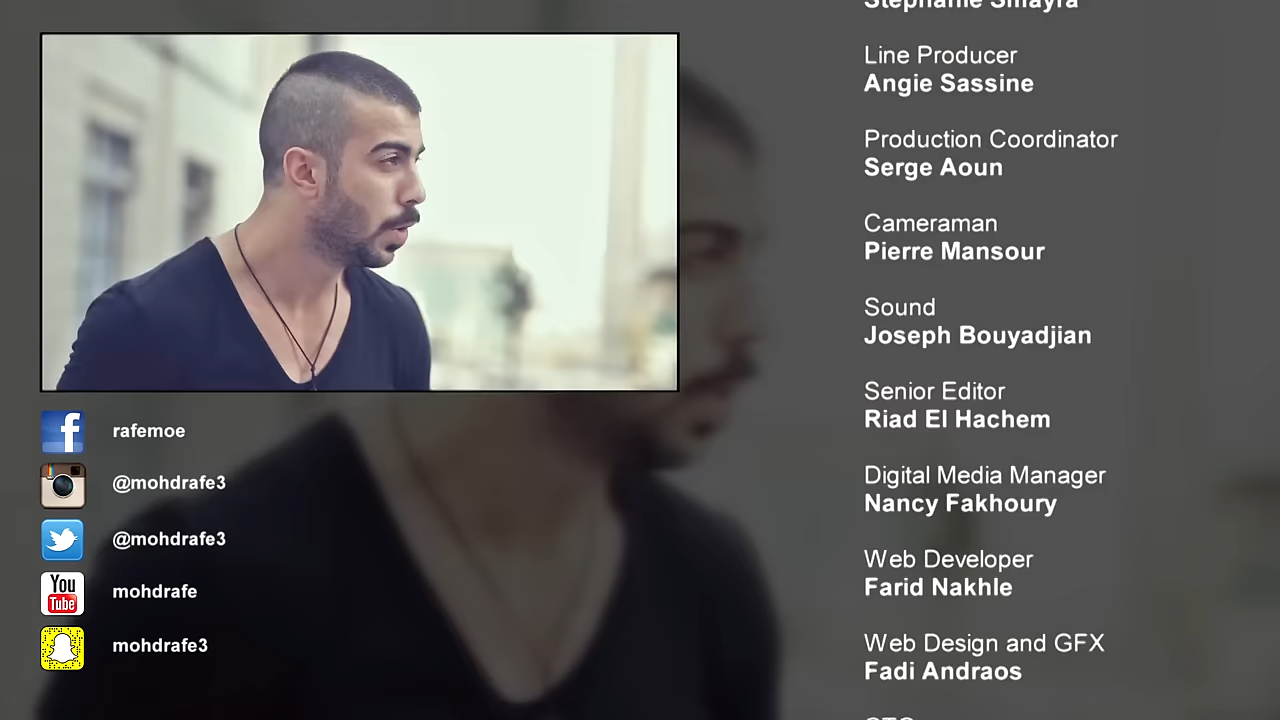 Line Producer
Angie Sassine
Production Coordinator
Serge Aoun
Cameraman
Pierre Mansour
Sound
Joseph Bouyadjian
Senior Editor
Riad El Hachem
Digital Media Manager
Nancy Fakhoury
Web Developer
Farid Nakhle
Web Design and GFX
Fadi Andraos
rafemoe
@mohdrafe3
@mohdrafe3
You
Tube
mohdrafe
mohdrafe3